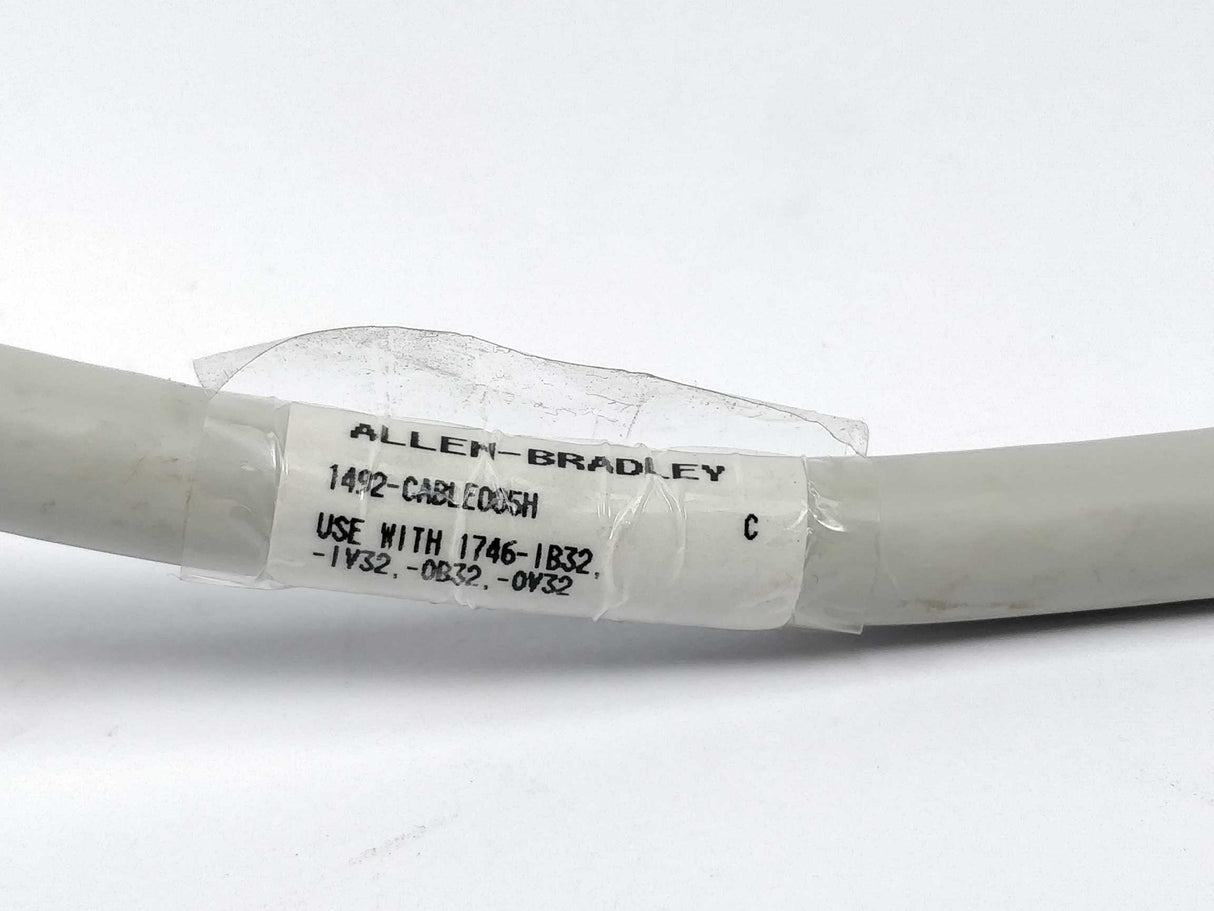 ALLEN-BRADLEY
1492-CABLE005H
C
USE WITH 1746-IB32,
-IV32,-OB32,-OV32